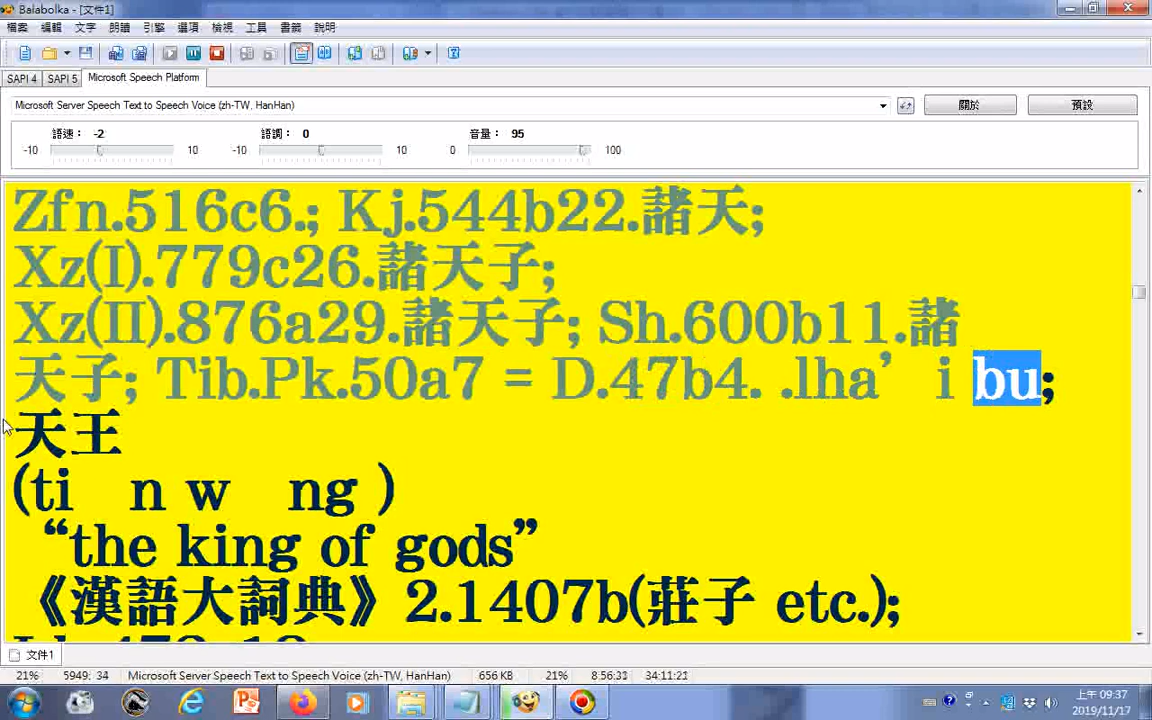 Balabolka - [文件1]
檔案 編輯 文字 朗讀 引擎 選項 檢視 工具 書籤 說明
SAPI 4 SAPI 5 Microsoft Speech Platform
Microsoft Server Speech Text to Speech Voice (zh-TW, HanHan) 關於 預設
語速： -2 語調： 0 音量： 95
-10 10 -10 10 0 100
Zfn.516c6.; Kj.544b22.諸天;
Xz(I).779c26.諸天子;
Xz(II).876a29.諸天子; Sh.600b11.諸
天子; Tib.Pk.50a7 = D.47b4. .lha’ i bu;
天王
(ti n w ng )
“the king of gods”
《漢語大詞典》 2.1407b(莊子 etc.);
文件1
21% 5949: 34 Microsoft Server Speech Text to Speech Voice (zh-TW, HanHan) 656 KB 21% 8:56:31 34:11:21
上午 09:37
2019/11/17